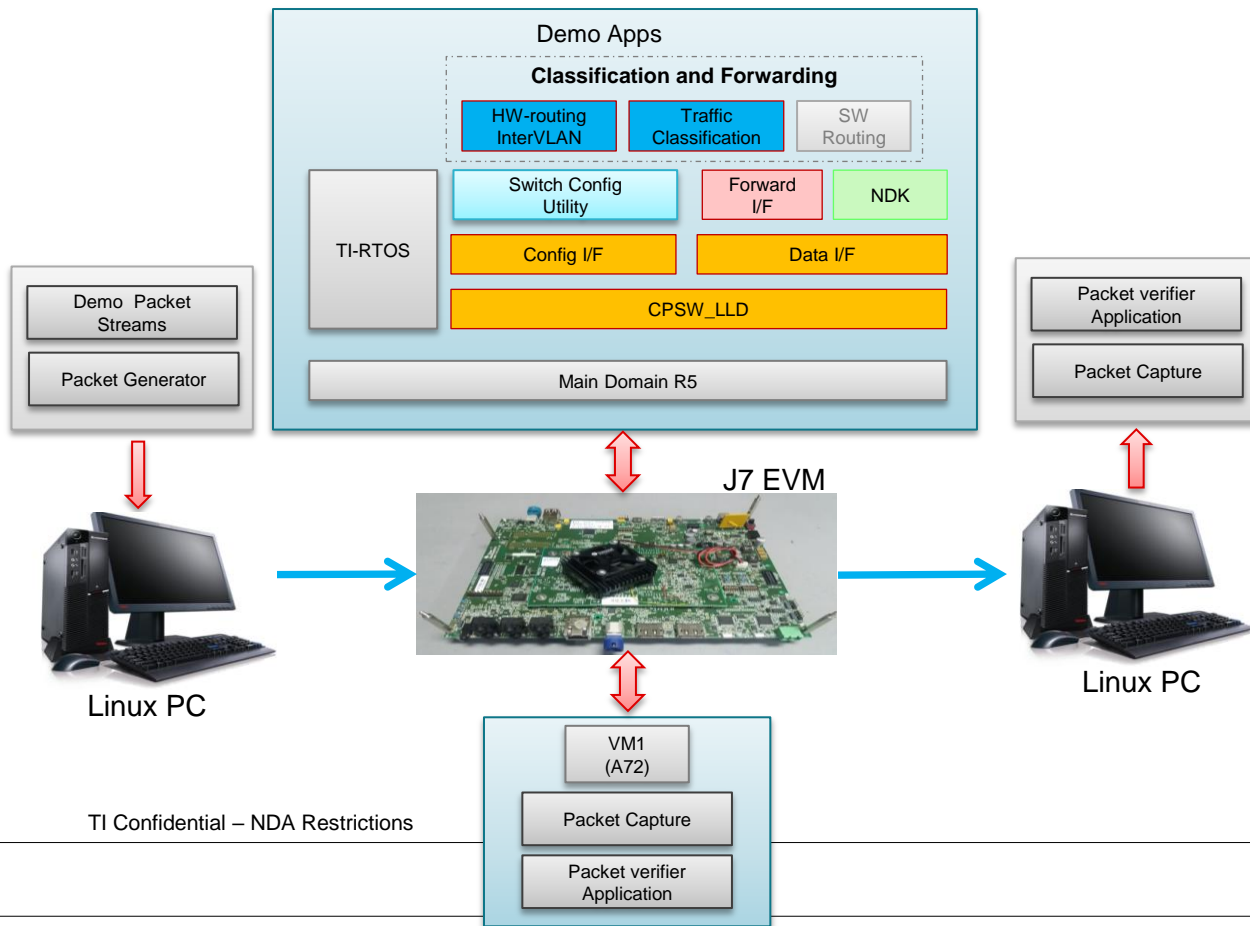 Demo Apps
Classification and Forwarding
HW-routing
InterVLAN
Traffic
Classification
SW
Routing
TI-RTOS
Switch Config
Utility
Forward
I/F
NDK
Config I/F
Data I/F
CPSW_LLD
Main Domain R5
Demo Packet
Streams
Packet Generator
Packet verifier
Application
Packet Capture
J7 EVM
Linux PC
Linux PC
VM1
(A72)
Packet Capture
Packet verifier
Application
TI Confidential – NDA Restrictions